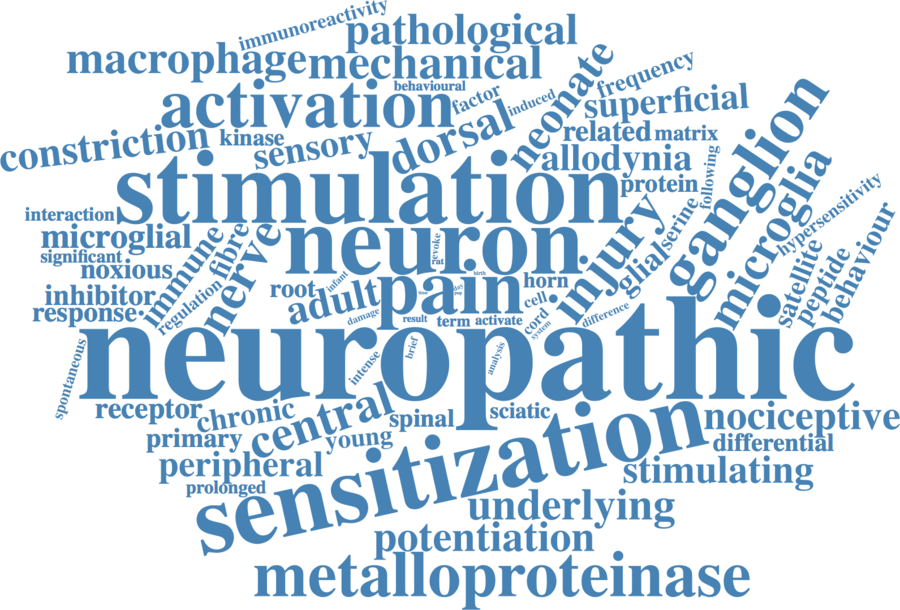 immunoreactivity
pathological
macrophage
mechanical
behavioural
activation
factor
induced
neonate
frequency
superficial
constriction
kinase
sensory
dorsal
related
matrix
allodynia
ganglion
stimulation
protein
following
interaction
microglial
significant
noxious
immune
fibre
nerve
neuron
evoke
rat
injury
glial
serine
microglia
hypersensitivity
inhibitor
response
regulation
root
infant
adult
pain
birth
day
horn
cell
cord
system
satellite
peptide
behaviour
damage
result
term
activate
difference
neuropathic
spontaneous
intense
brief
analysis
receptor
chronic
central
spinal
sciatic
nociceptive
primary
young
differential
peripheral
prolonged
sensitization
stimulating
underlying
potentiation
metalloproteinase